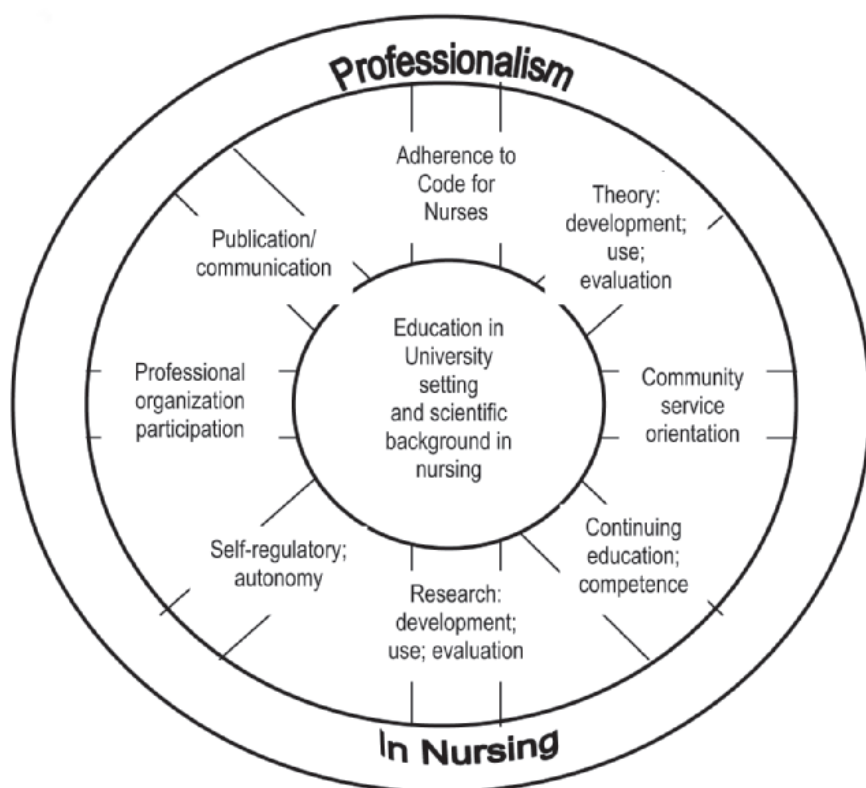 Professionalism
Adherence to
Code for
Nurses
Theory:
development;
use;
evaluation
Community
service
orientation
Continuing
education;
competence
Research:
development;
use; evaluation
Self-regulatory;
autonomy
Professional
organization
participation
Publication/
communication
Education in
University
setting
and scientific
background in
nursing
In Nursing